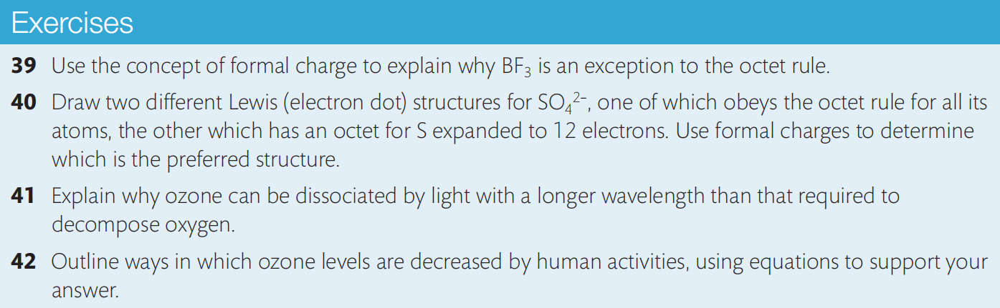 Exercises
39 Use the concept of formal charge to explain why BF₃ is an exception to the octet rule.
40 Draw two different Lewis (electron dot) structures for SO₄²⁻, one of which obeys the octet rule for all its
atoms, the other which has an octet for S expanded to 12 electrons. Use formal charges to determine
which is the preferred structure.
41 Explain why ozone can be dissociated by light with a longer wavelength than that required to
decompose oxygen.
42 Outline ways in which ozone levels are decreased by human activities, using equations to support your
answer.